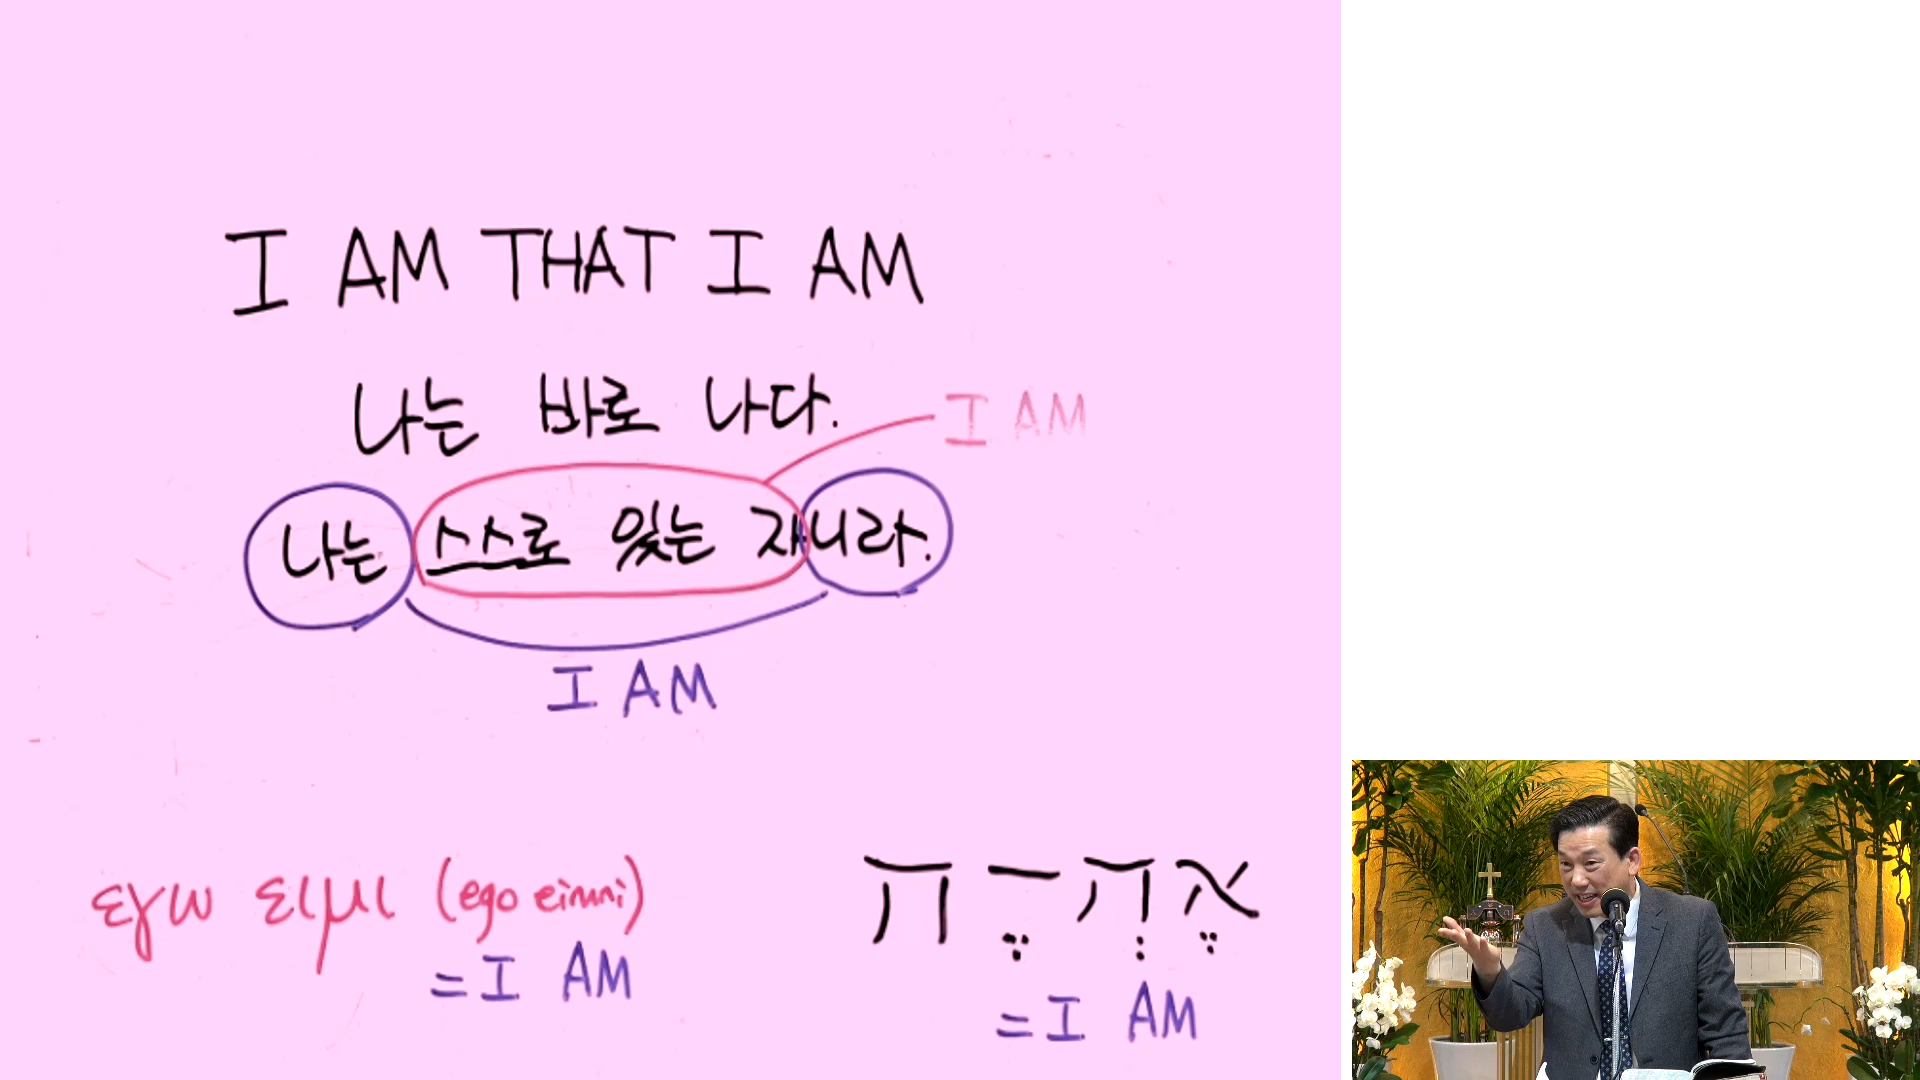 I AM THAT I AM
나는 바로 나다.
I AM
나는 스스로 있는 자니라.
I AM
εγω ειμι (ego eimi)
= I AM
אֶהְיֶה
= I AM